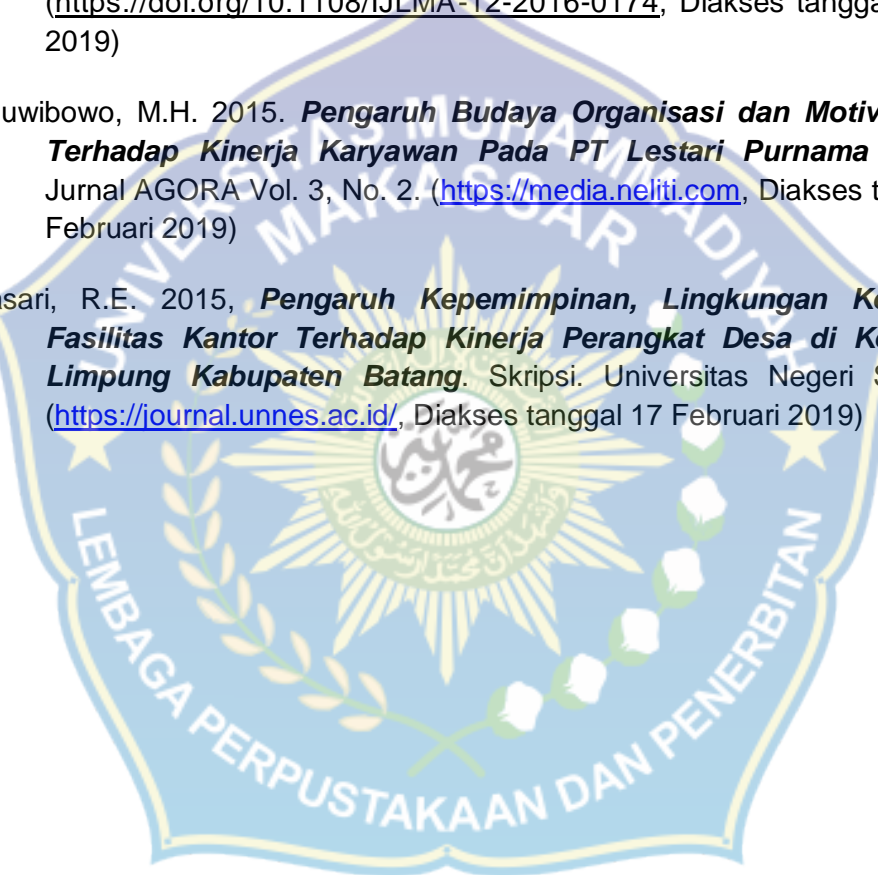 (https://doi.org/10.1108/IJLMA-12-2016-0174, Diakses tangga
2019)
uwibowo, M.H. 2015. Pengaruh Budaya Organisasi dan Motiv
Terhadap Kinerja Karyawan Pada PT Lestari Purnama
Jurnal AGORA Vol. 3, No. 2. (https://media.neliti.com, Diakses t
Februari 2019)
asari, R.E. 2015, Pengaruh Kepemimpinan, Lingkungan Ke
Fasilitas Kantor Terhadap Kinerja Perangkat Desa di Ke
Limpung Kabupaten Batang. Skripsi. Universitas Negeri S
(https://journal.unnes.ac.id/, Diakses tanggal 17 Februari 2019)
UNIVERSITAS MUHAMMADIYAH
MAKASSAR
LEMBAGA PERPUSTAKAAN DAN PENERBITAN